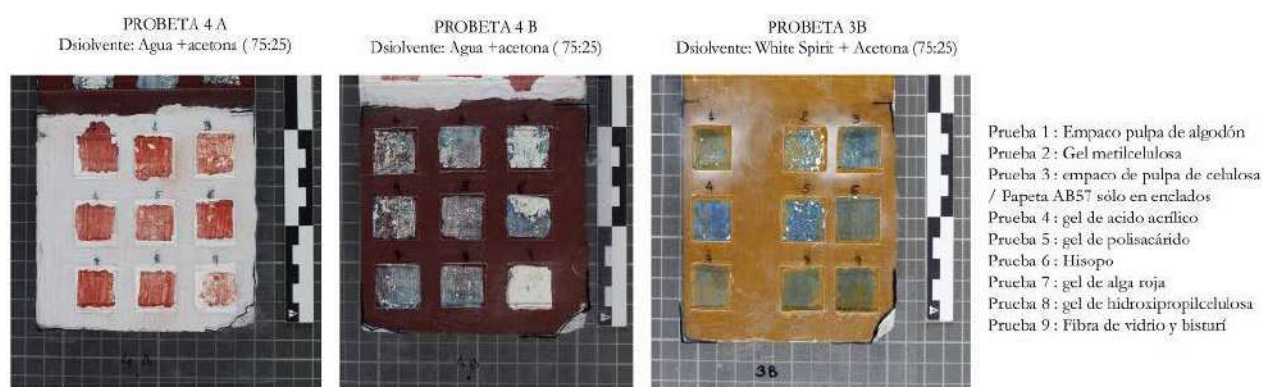 PROBETA 4 A
Dsiolvente: Agua +acetona ( 75:25)
PROBETA 4 B
Dsiolvente: Agua +acetona ( 75:25)
PROBETA 3B
Dsiolvente: White Spirit + Acetona (75:25)
4 A
3B
Prueba 1 : Empaco pulpa de algodón
Prueba 2 : Gel metilcelulosa
Prueba 3 : empaco de pulpa de celulosa
/ Papeta AB57 sólo en enclados
Prueba 4 : gel de acido acrílico
Prueba 5 : gel de polisacárido
Prueba 6 : Hisopo
Prueba 7 : gel de alga roja
Prueba 8 : gel de hidroxipropilcelulosa
Prueba 9 : Fibra de vidrio y bisturí